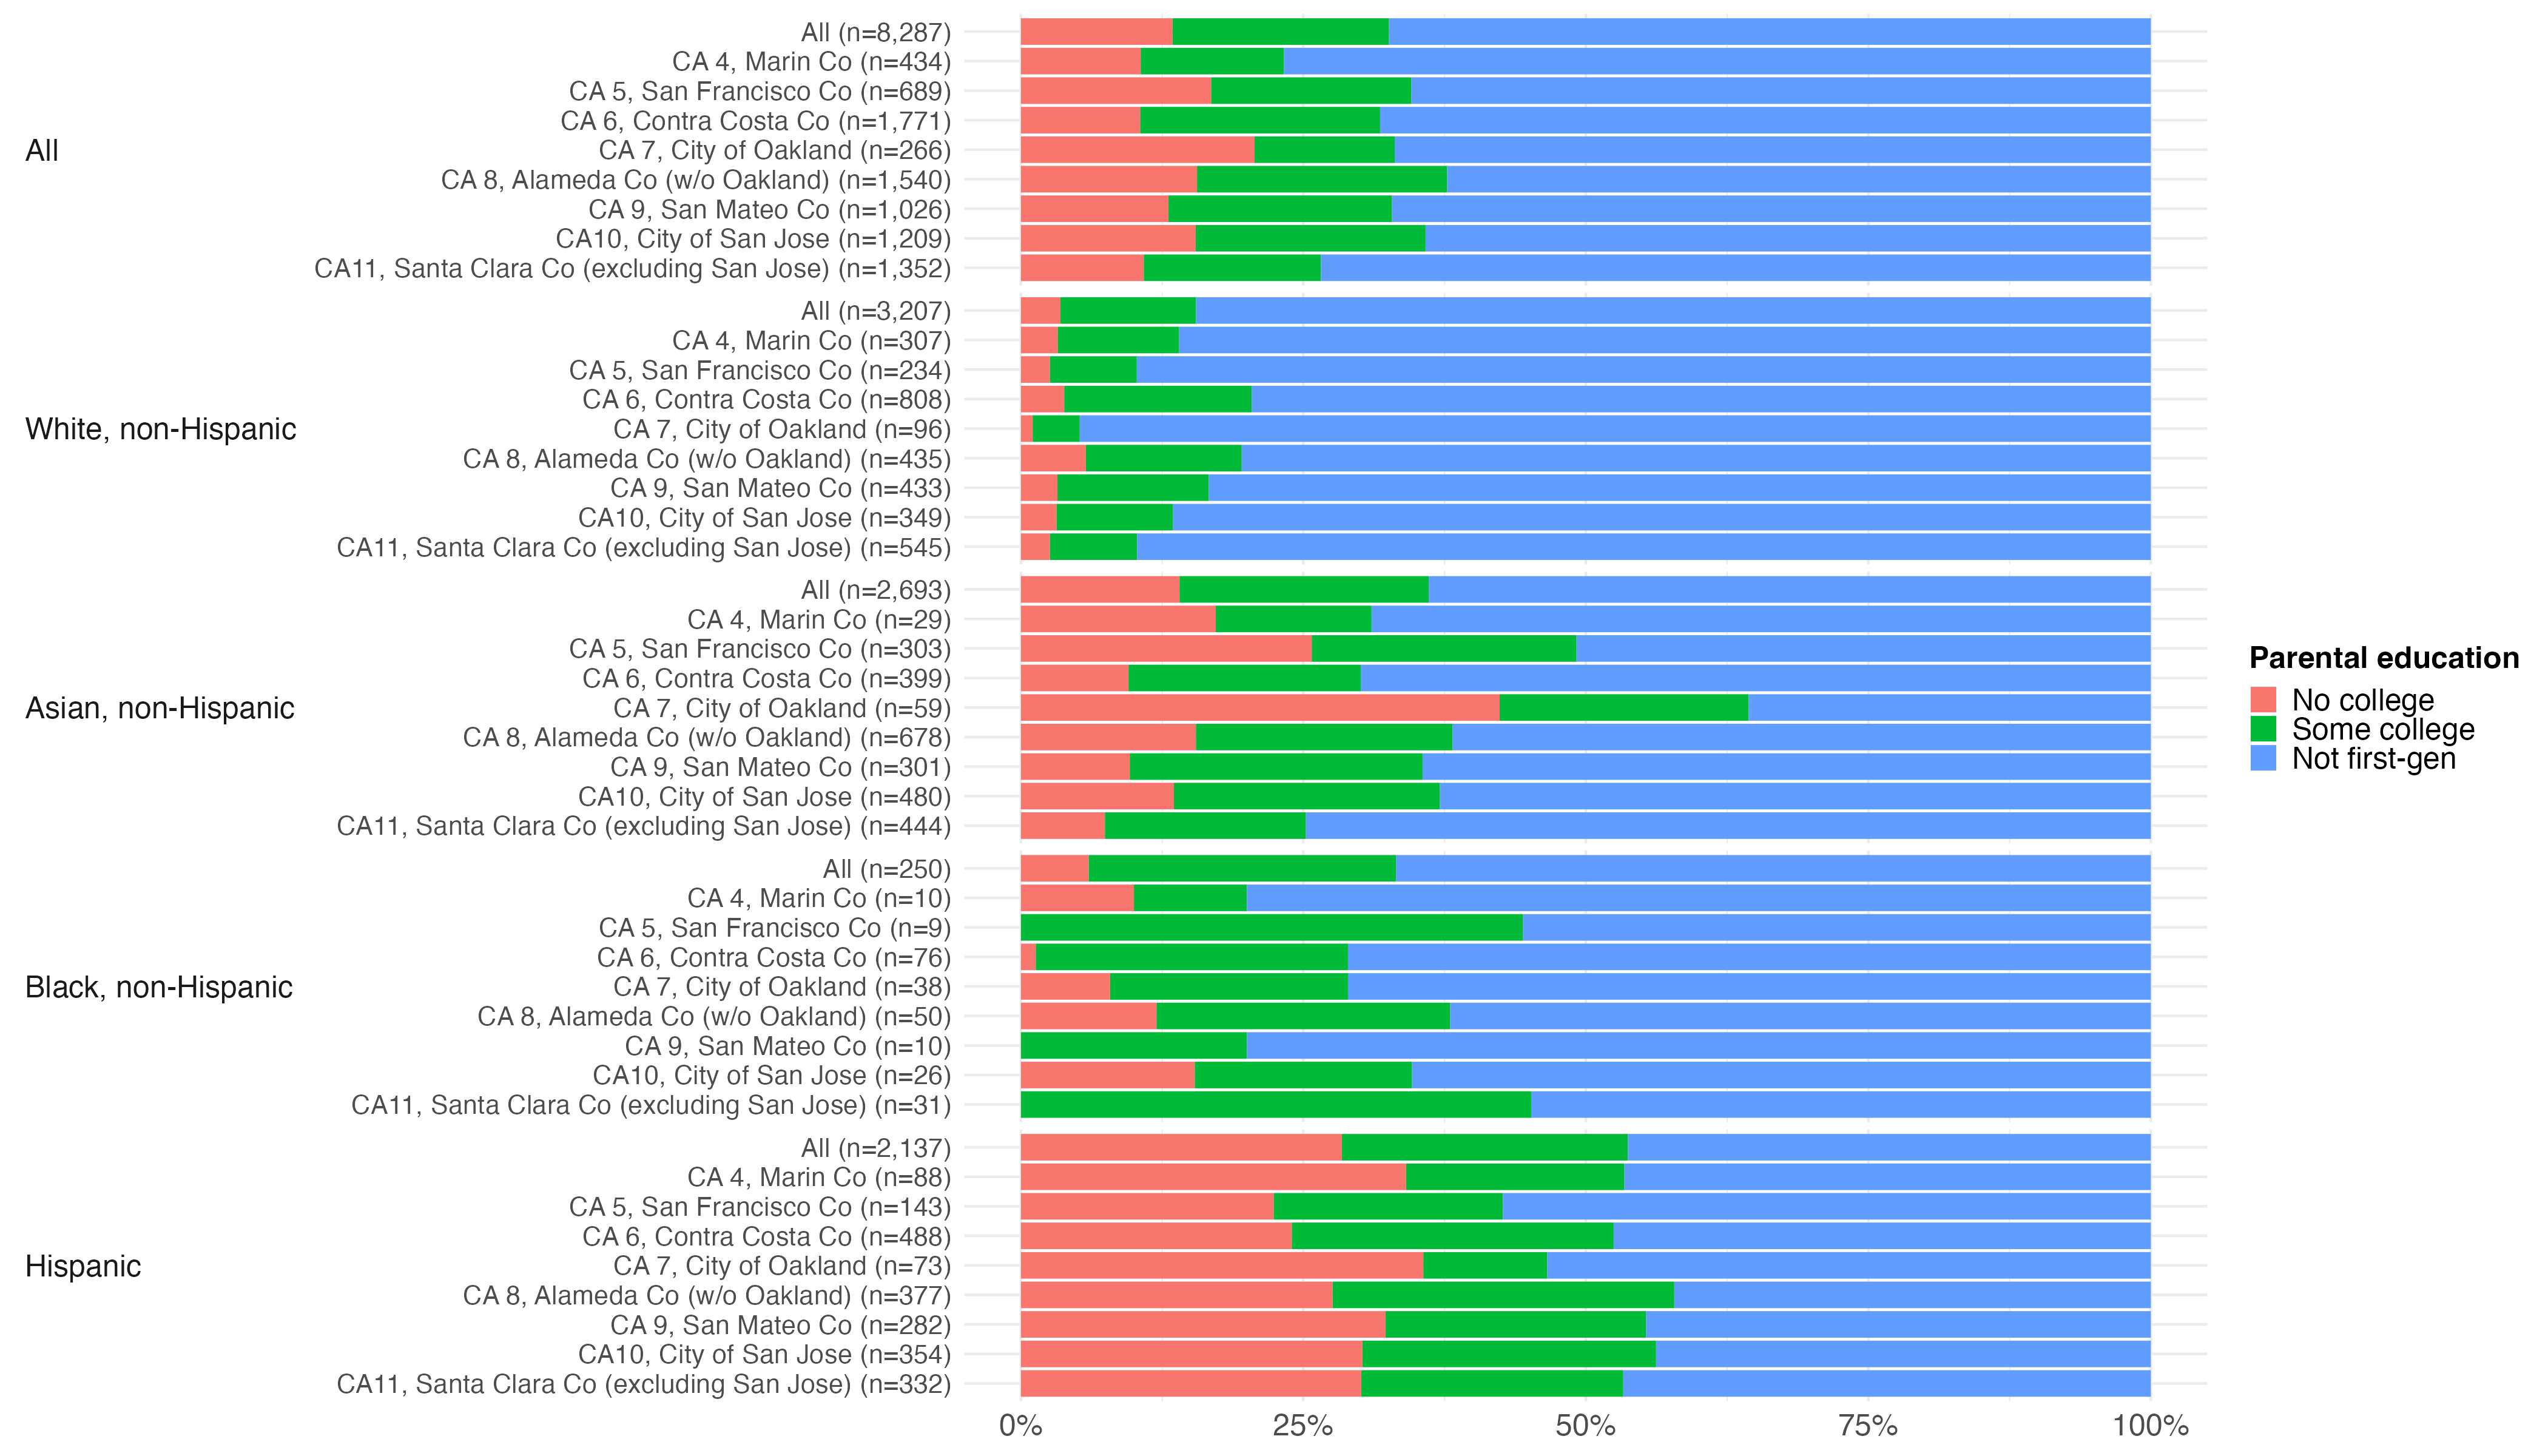 All
All (n=8,287)
CA 4, Marin Co (n=434)
CA 5, San Francisco Co (n=689)
CA 6, Contra Costa Co (n=1,771)
CA 7, City of Oakland (n=266)
CA 8, Alameda Co (w/o Oakland) (n=1,540)
CA 9, San Mateo Co (n=1,026)
CA10, City of San Jose (n=1,209)
CA11, Santa Clara Co (excluding San Jose) (n=1,352)
White, non-Hispanic
All (n=3,207)
CA 4, Marin Co (n=307)
CA 5, San Francisco Co (n=234)
CA 6, Contra Costa Co (n=808)
CA 7, City of Oakland (n=96)
CA 8, Alameda Co (w/o Oakland) (n=435)
CA 9, San Mateo Co (n=433)
CA10, City of San Jose (n=349)
CA11, Santa Clara Co (excluding San Jose) (n=545)
Asian, non-Hispanic
All (n=2,693)
CA 4, Marin Co (n=29)
CA 5, San Francisco Co (n=303)
CA 6, Contra Costa Co (n=399)
CA 7, City of Oakland (n=59)
CA 8, Alameda Co (w/o Oakland) (n=678)
CA 9, San Mateo Co (n=301)
CA10, City of San Jose (n=480)
CA11, Santa Clara Co (excluding San Jose) (n=444)
Black, non-Hispanic
All (n=250)
CA 4, Marin Co (n=10)
CA 5, San Francisco Co (n=9)
CA 6, Contra Costa Co (n=76)
CA 7, City of Oakland (n=38)
CA 8, Alameda Co (w/o Oakland) (n=50)
CA 9, San Mateo Co (n=10)
CA10, City of San Jose (n=26)
CA11, Santa Clara Co (excluding San Jose) (n=31)
Hispanic
All (n=2,137)
CA 4, Marin Co (n=88)
CA 5, San Francisco Co (n=143)
CA 6, Contra Costa Co (n=488)
CA 7, City of Oakland (n=73)
CA 8, Alameda Co (w/o Oakland) (n=377)
CA 9, San Mateo Co (n=282)
CA10, City of San Jose (n=354)
CA11, Santa Clara Co (excluding San Jose) (n=332)
0% 25% 50% 75% 100%
Parental education
No college
Some college
Not first-gen